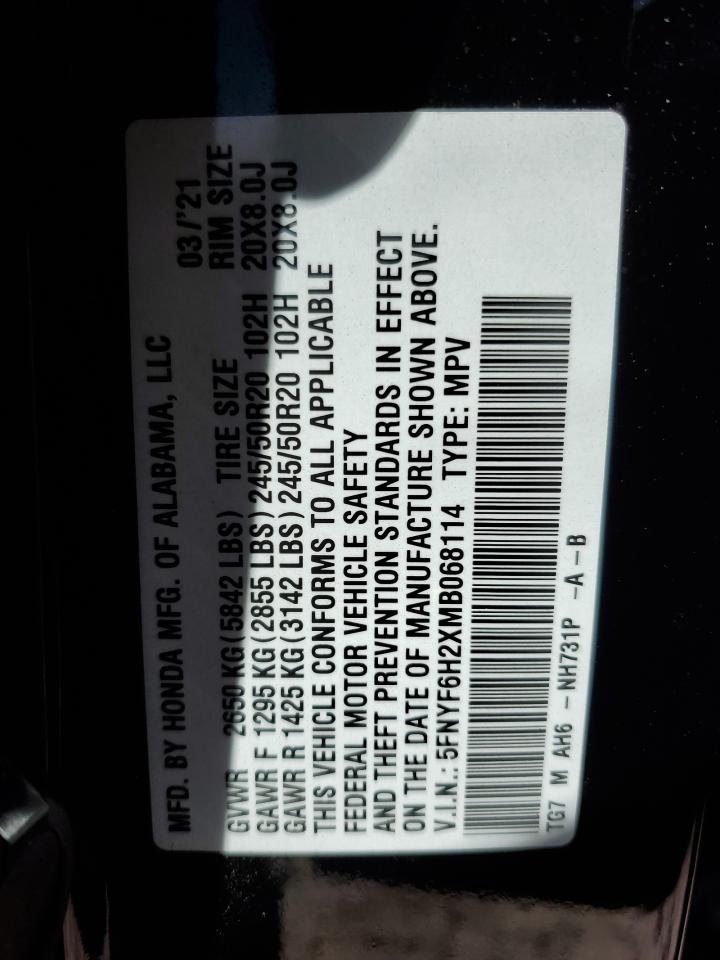 MFD. BY HONDA MFG. OF ALABAMA, LLC 03/'21
GVWR 2650 KG (5842 LBS) TIRE SIZE RIM SIZE
GAWR F 1295 KG (2855 LBS) 245/50R20 102H 20X8.0J
GAWR R 1425 KG (3142 LBS) 245/50R20 102H 20X8.0J
THIS VEHICLE CONFORMS TO ALL APPLICABLE
FEDERAL MOTOR VEHICLE SAFETY
AND THEFT PREVENTION STANDARDS IN EFFECT
ON THE DATE OF MANUFACTURE SHOWN ABOVE.
V.I.N.: 5FNYF6H2XMB068114 TYPE: MPV
TG7 M AH6 -NH731P -A-B